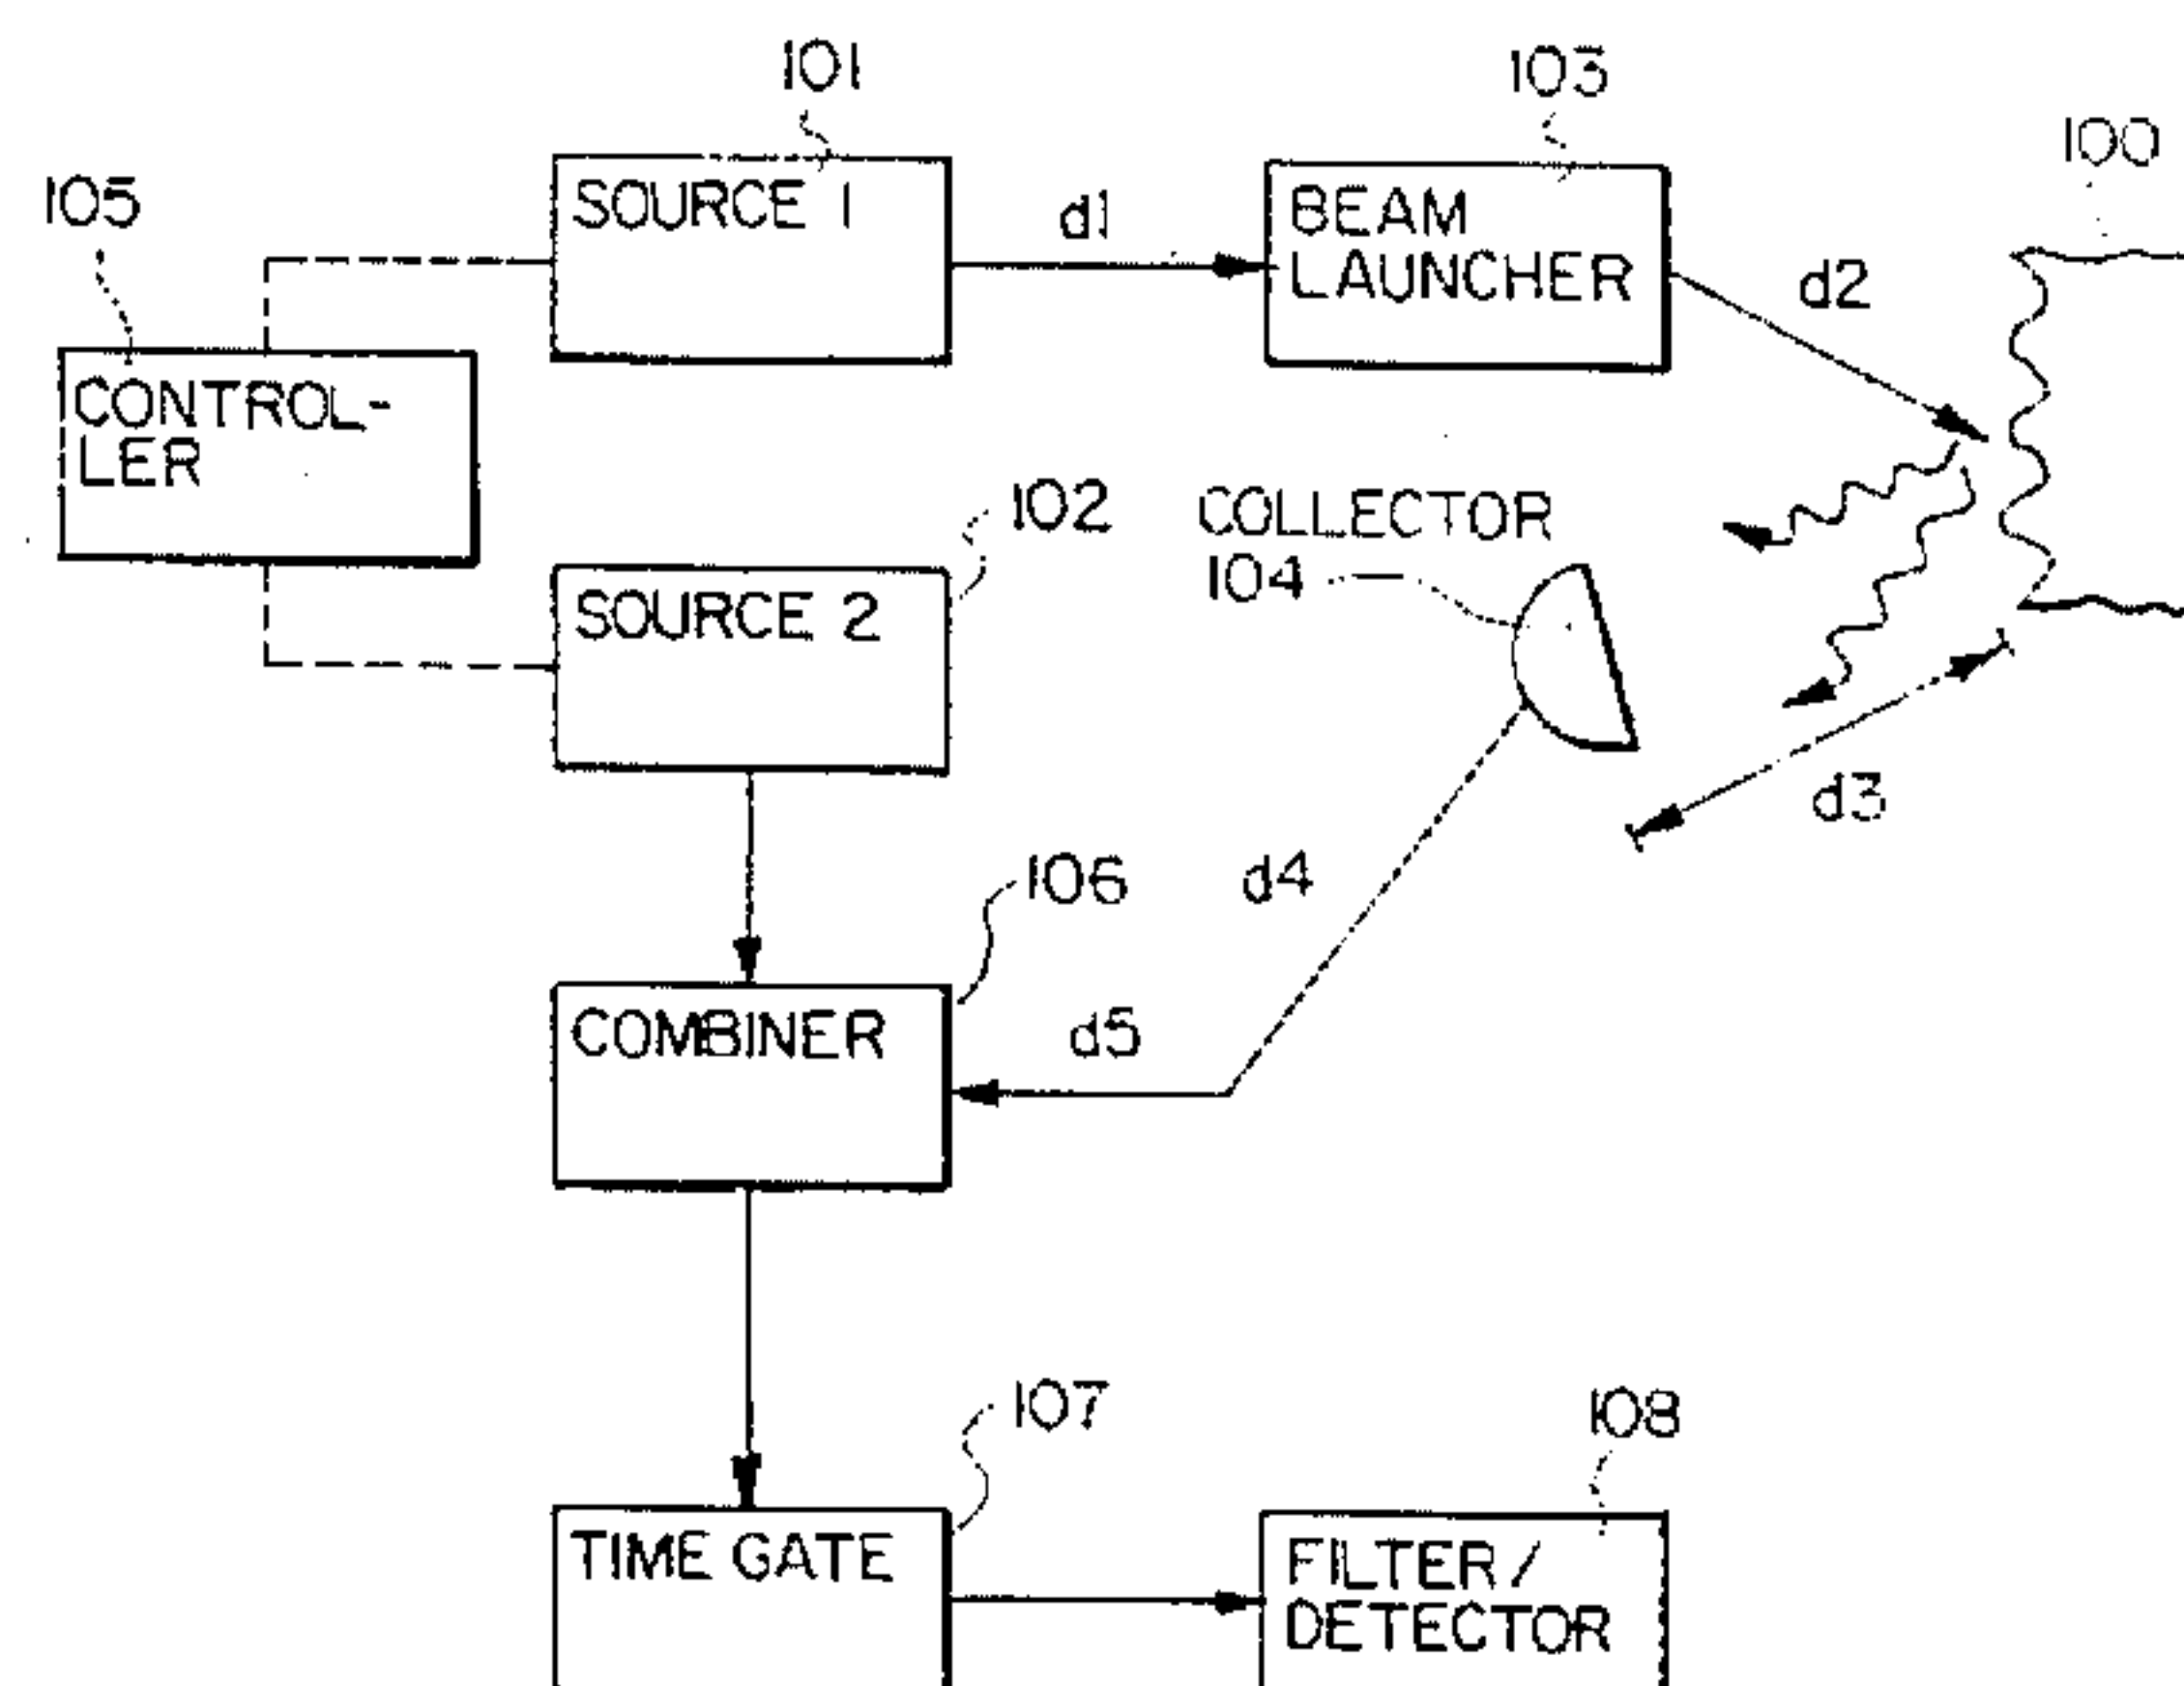 101
103
100
105
SOURCE 1
d1
BEAM
LAUNCHER
d2
CONTROL-
LER
102
COLLECTOR
104
SOURCE 2
d3
106
d4
COMBINER
d5
107
108
TIME GATE
FILTER/
DETECTOR